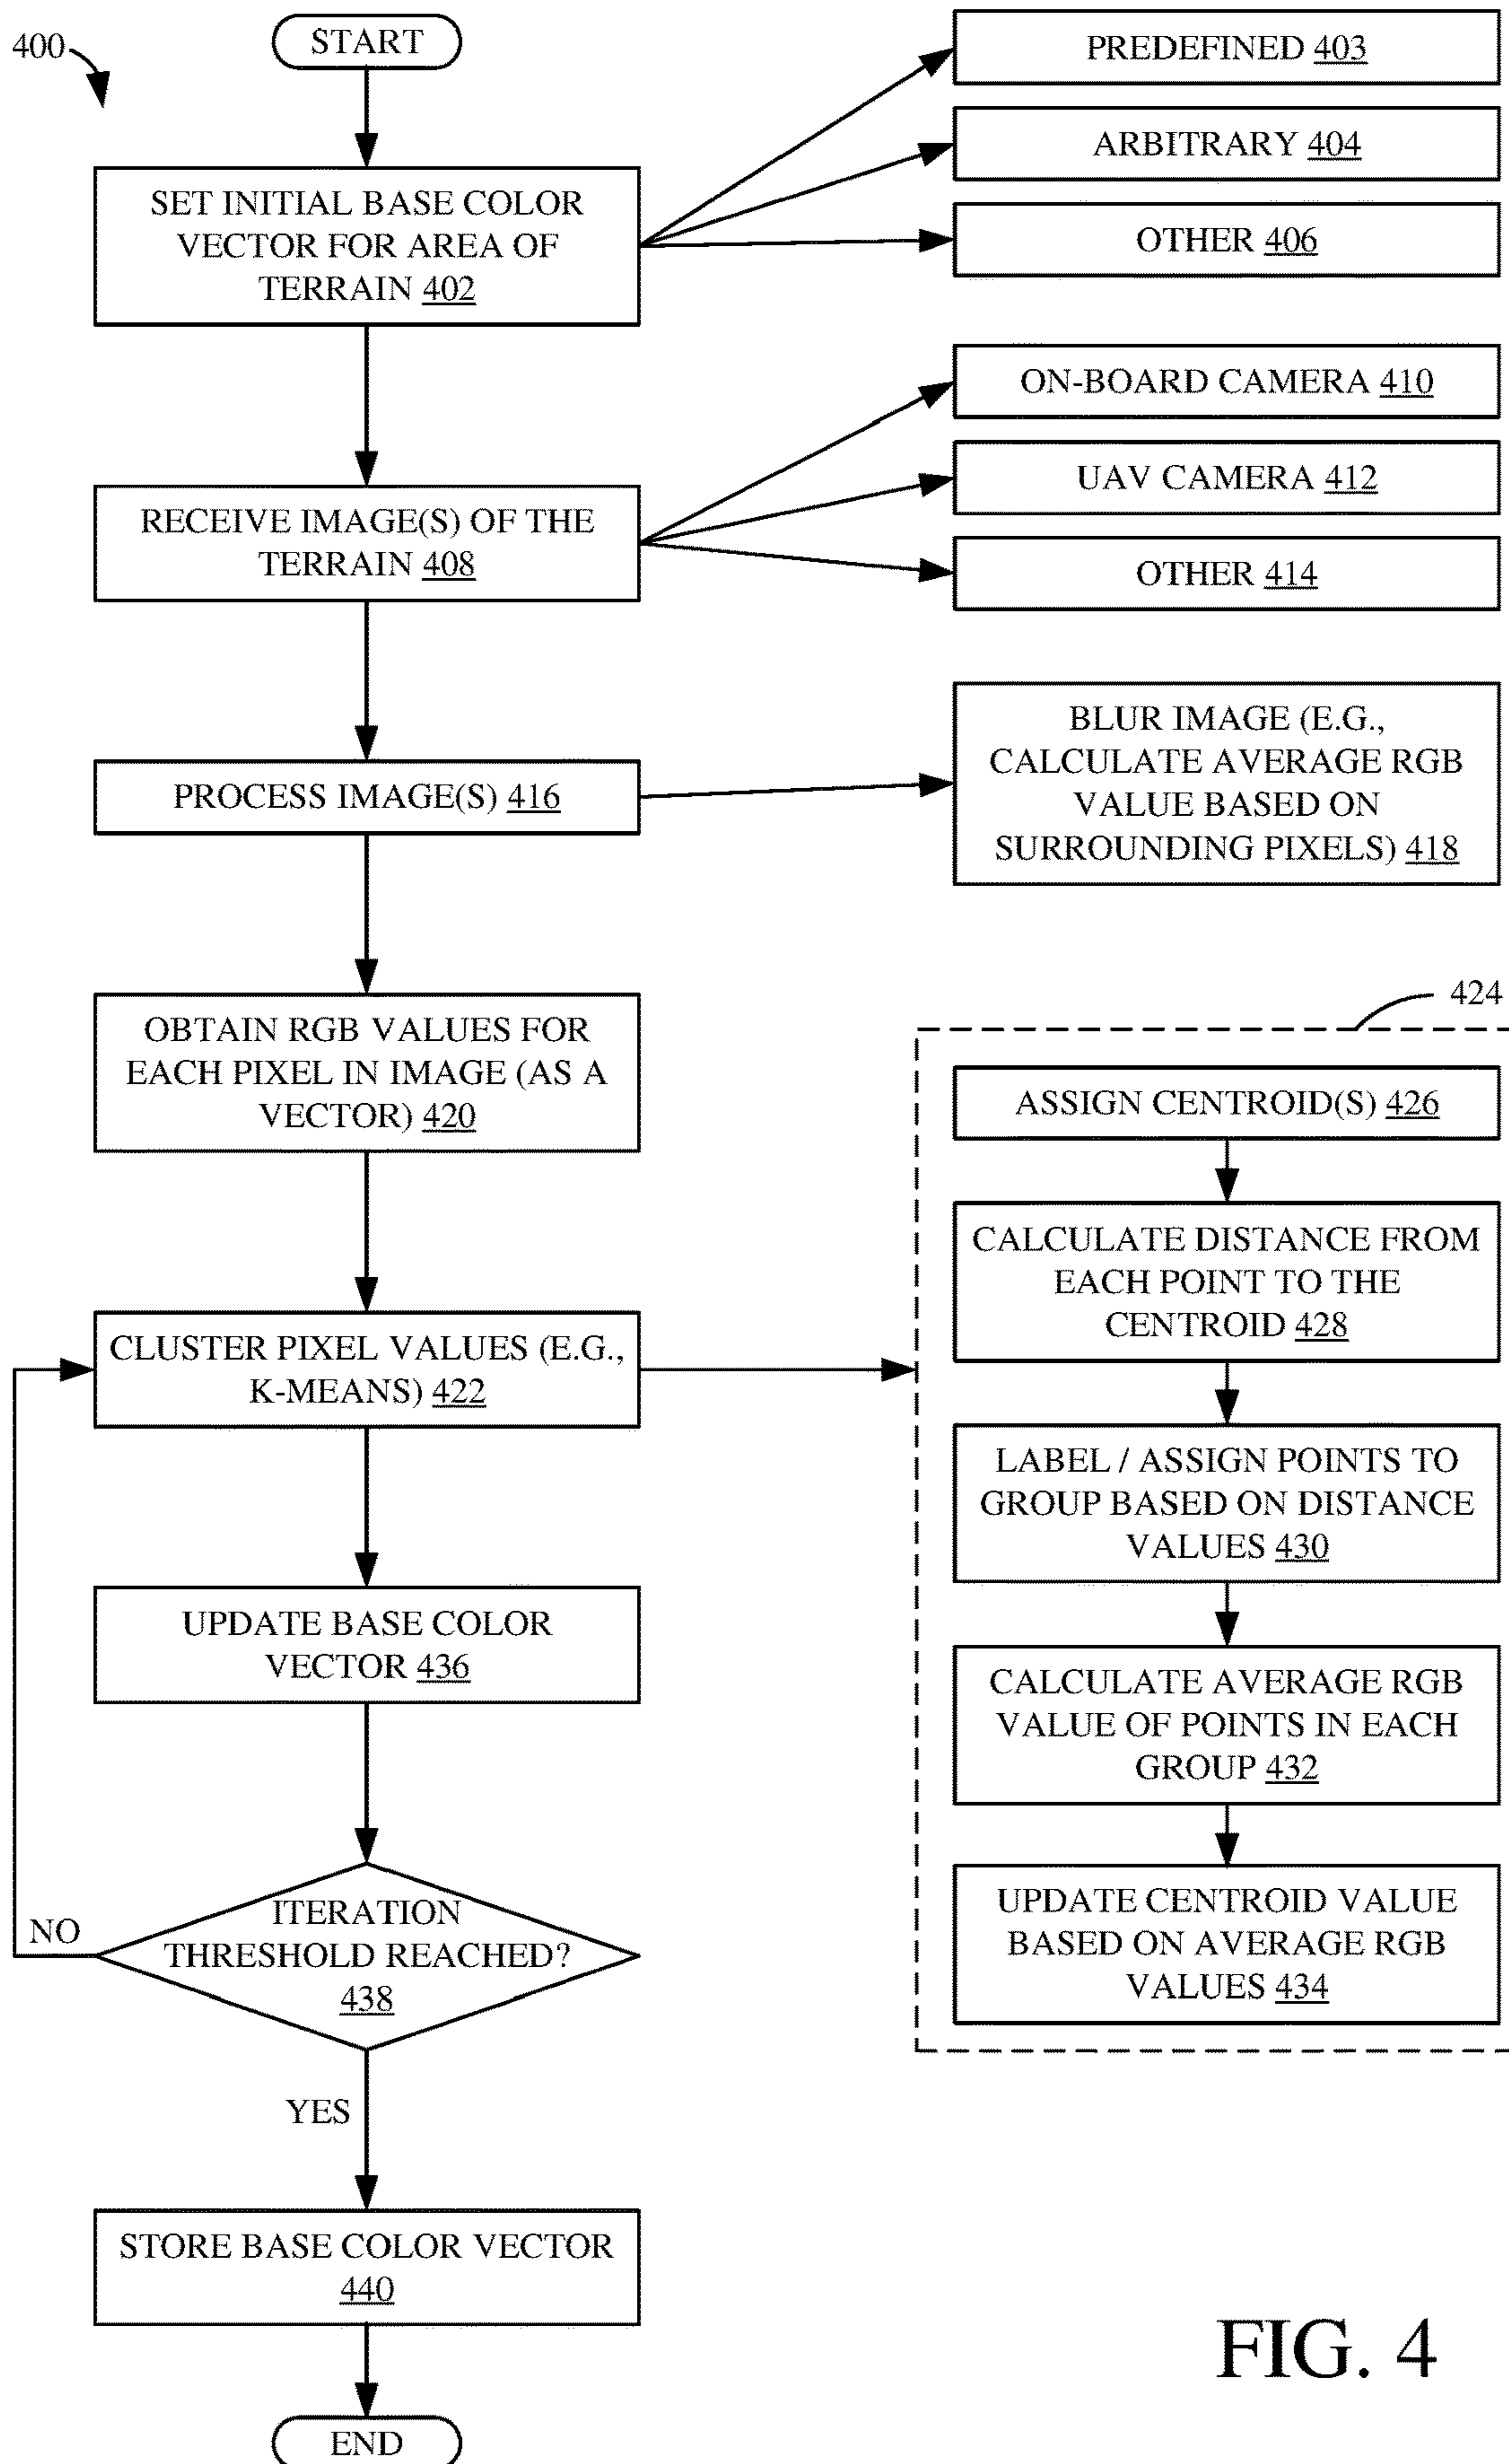 400
START
SET INITIAL BASE COLOR
VECTOR FOR AREA OF
TERRAIN 402
PREDEFINED 403
ARBITRARY 404
OTHER 406
RECEIVE IMAGE(S) OF THE
TERRAIN 408
ON-BOARD CAMERA 410
UAV CAMERA 412
OTHER 414
PROCESS IMAGE(S) 416
BLUR IMAGE (E.G.,
CALCULATE AVERAGE RGB
VALUE BASED ON
SURROUNDING PIXELS) 418
OBTAIN RGB VALUES FOR
EACH PIXEL IN IMAGE (AS A
VECTOR) 420
CLUSTER PIXEL VALUES (E.G.,
K-MEANS) 422
424
ASSIGN CENTROID(S) 426
CALCULATE DISTANCE FROM
EACH POINT TO THE
CENTROID 428
LABEL / ASSIGN POINTS TO
GROUP BASED ON DISTANCE
VALUES 430
CALCULATE AVERAGE RGB
VALUE OF POINTS IN EACH
GROUP 432
UPDATE CENTROID VALUE
BASED ON AVERAGE RGB
VALUES 434
UPDATE BASE COLOR
VECTOR 436
ITERATION
THRESHOLD REACHED?
438
NO
YES
STORE BASE COLOR VECTOR
440
END
FIG. 4